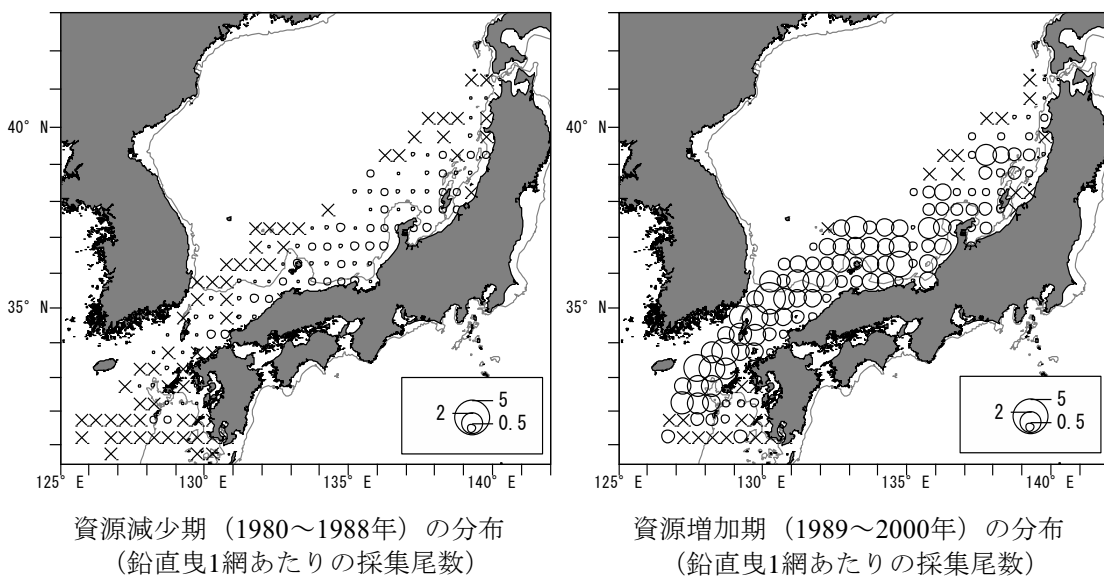 40° N
35° N
2
5
0.5
125° E
130° E
135° E
140° E
資源減少期（1980～1988年）の分布
（鉛直曳1網あたりの採集尾数）
40° N
35° N
2
5
0.5
125° E
130° E
135° E
140° E
資源増加期（1989～2000年）の分布
（鉛直曳1網あたりの採集尾数）